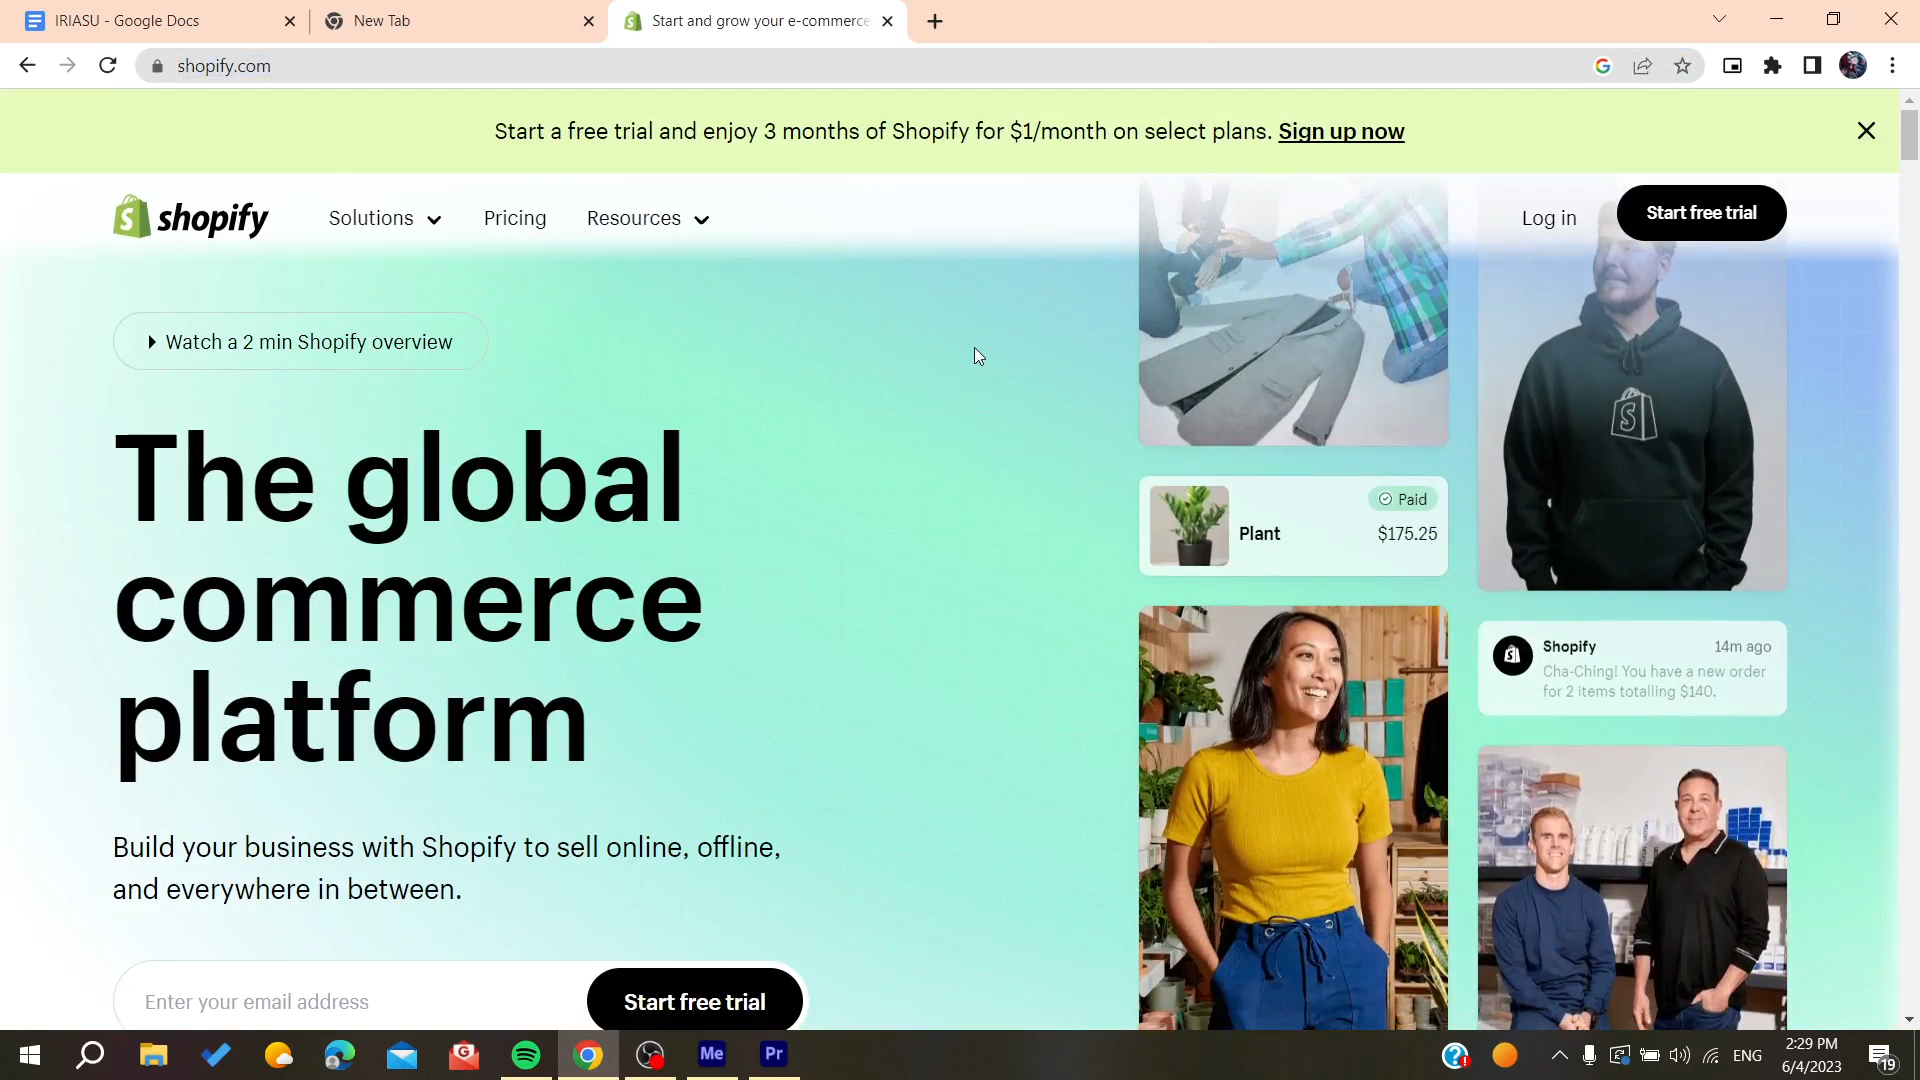 IRIASU - Google Docs
New Tab
Start and grow your e-commerce
shopify.com
Start a free trial and enjoy 3 months of Shopify for $1/month on select plans. Sign up now
shopify
Solutions
Pricing
Resources
Log in
Start free trial
Watch a 2 min Shopify overview
The global
commerce
platform
Build your business with Shopify to sell online, offline,
and everywhere in between.
Enter your email address
Start free trial
Paid
Plant
$175.25
Shopify
14m ago
Cha-Ching! You have a new order
for 2 items totalling $140.
Me
Pr
ENG
2:29 PM
6/4/2023
19